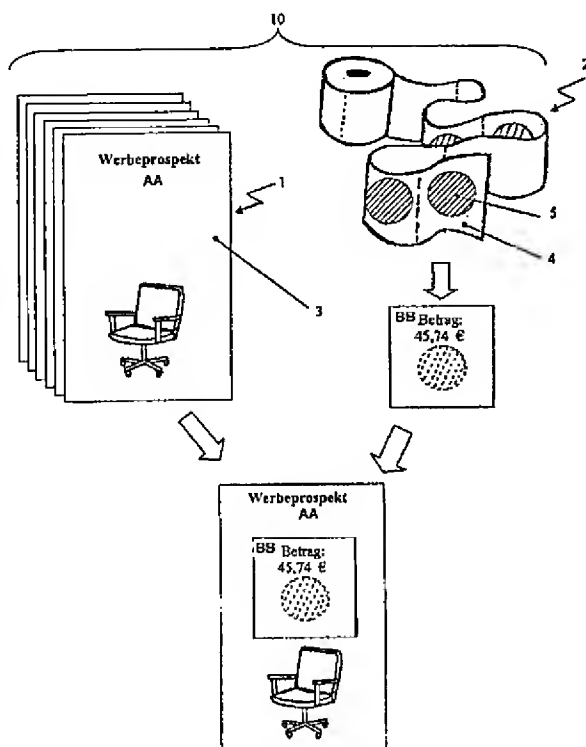 10
2
Werbeprospekt
AA
1
5
4
3
BB Betrag:
45,74 €
Werbeprospekt
AA
BB Betrag:
45,74 €